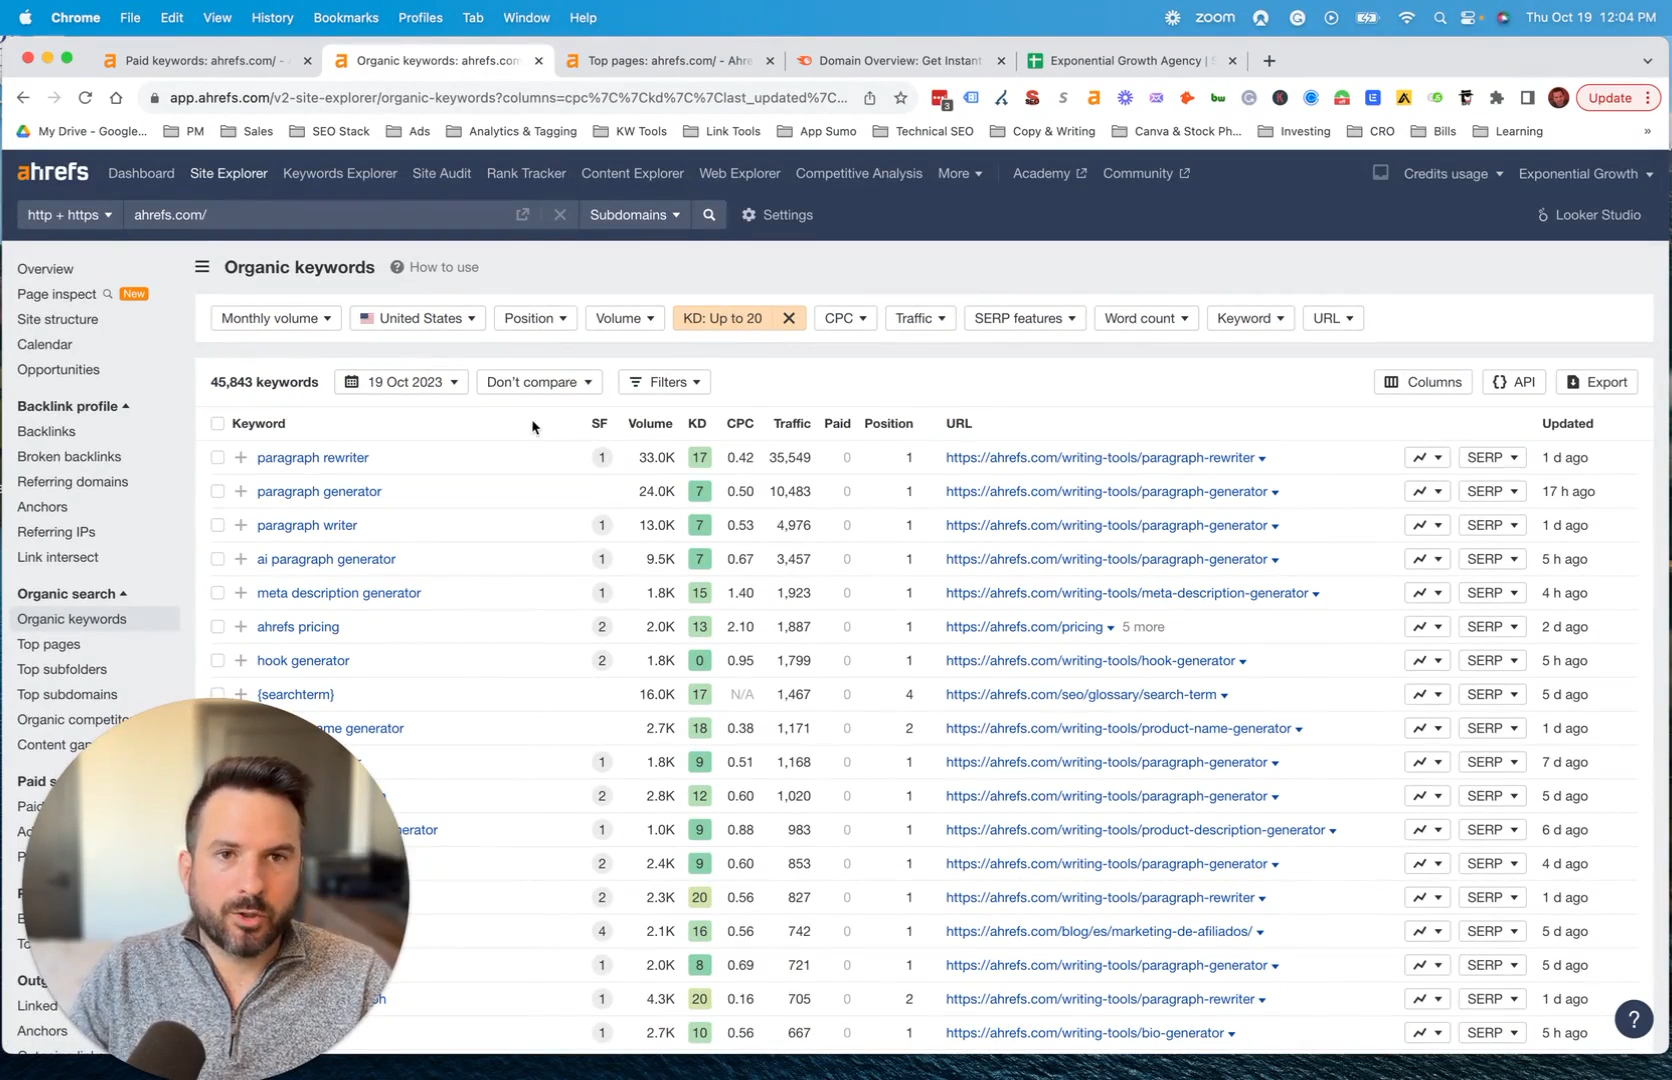 Chrome File Edit View History Bookmarks Profiles Tab Window Help zoom Thu Oct 19 12:04 PM
Paid keywords: ahrefs.com/ - Organic keywords: ahrefs.com Top pages: ahrefs.com/ - Ahre Domain Overview: Get Instant Exponential Growth Agency |
app.ahrefs.com/v2-site-explorer/organic-keywords?columns=cpc%7C%7Ckd%7C%7Clast_updated%7C... 3 bw Update
My Drive - Google... PM Sales SEO Stack Ads Analytics & Tagging KW Tools Link Tools App Sumo Technical SEO Copy & Writing Canva & Stock Ph... Investing CRO Bills Learning »
ahrefs Dashboard Site Explorer Keywords Explorer Site Audit Rank Tracker Content Explorer Web Explorer Competitive Analysis More Academy Community Credits usage Exponential Growth
http + https ahrefs.com/ Subdomains Settings Looker Studio
Overview
Page inspect New
Site structure
Calendar
Opportunities
Backlink profile
Backlinks
Broken backlinks
Referring domains
Anchors
Referring IPs
Link intersect
Organic search
Organic keywords
Top pages
Top subfolders
Top subdomains
Organic competito
Content gap
Paid s
Paid
Linked
Anchors
Organic keywords ? How to use
Monthly volume United States Position Volume KD: Up to 20 CPC Traffic SERP features Word count Keyword URL
45,843 keywords 19 Oct 2023 Don't compare Filters Columns {} API Export
Keyword SF Volume KD CPC Traffic Paid Position URL Updated
paragraph rewriter 1 33.0K 17 0.42 35,549 0 1 https://ahrefs.com/writing-tools/paragraph-rewriter SERP 1 d ago
paragraph generator 24.0K 7 0.50 10,483 0 1 https://ahrefs.com/writing-tools/paragraph-generator SERP 17 h ago
paragraph writer 1 13.0K 7 0.53 4,976 0 1 https://ahrefs.com/writing-tools/paragraph-generator SERP 1 d ago
ai paragraph generator 1 9.5K 7 0.67 3,457 0 1 https://ahrefs.com/writing-tools/paragraph-generator SERP 5 h ago
meta description generator 1 1.8K 15 1.40 1,923 0 1 https://ahrefs.com/writing-tools/meta-description-generator SERP 4 h ago
ahrefs pricing 2 2.0K 13 2.10 1,887 0 1 https://ahrefs.com/pricing 5 more SERP 2 d ago
hook generator 2 1.8K 0 0.95 1,799 0 1 https://ahrefs.com/writing-tools/hook-generator SERP 5 h ago
{searchterm} 16.0K 17 N/A 1,467 0 4 https://ahrefs.com/seo/glossary/search-term SERP 5 d ago
me generator 2.7K 18 0.38 1,171 0 2 https://ahrefs.com/writing-tools/product-name-generator SERP 1 d ago
1 1.8K 9 0.51 1,168 0 1 https://ahrefs.com/writing-tools/paragraph-generator SERP 7 d ago
2 2.8K 12 0.60 1,020 0 1 https://ahrefs.com/writing-tools/paragraph-generator SERP 5 d ago
erator 1 1.0K 9 0.88 983 0 1 https://ahrefs.com/writing-tools/product-description-generator SERP 6 d ago
2 2.4K 9 0.60 853 0 1 https://ahrefs.com/writing-tools/paragraph-generator SERP 4 d ago
2 2.3K 20 0.56 827 0 1 https://ahrefs.com/writing-tools/paragraph-rewriter SERP 1 d ago
4 2.1K 16 0.56 742 0 1 https://ahrefs.com/blog/es/marketing-de-afiliados/ SERP 5 d ago
1 2.0K 8 0.69 721 0 1 https://ahrefs.com/writing-tools/paragraph-generator SERP 5 d ago
ph 1 4.3K 20 0.16 705 0 2 https://ahrefs.com/writing-tools/paragraph-rewriter SERP 1 d ago
1 2.7K 10 0.56 667 0 1 https://ahrefs.com/writing-tools/bio-generator SERP 5 h ago
?